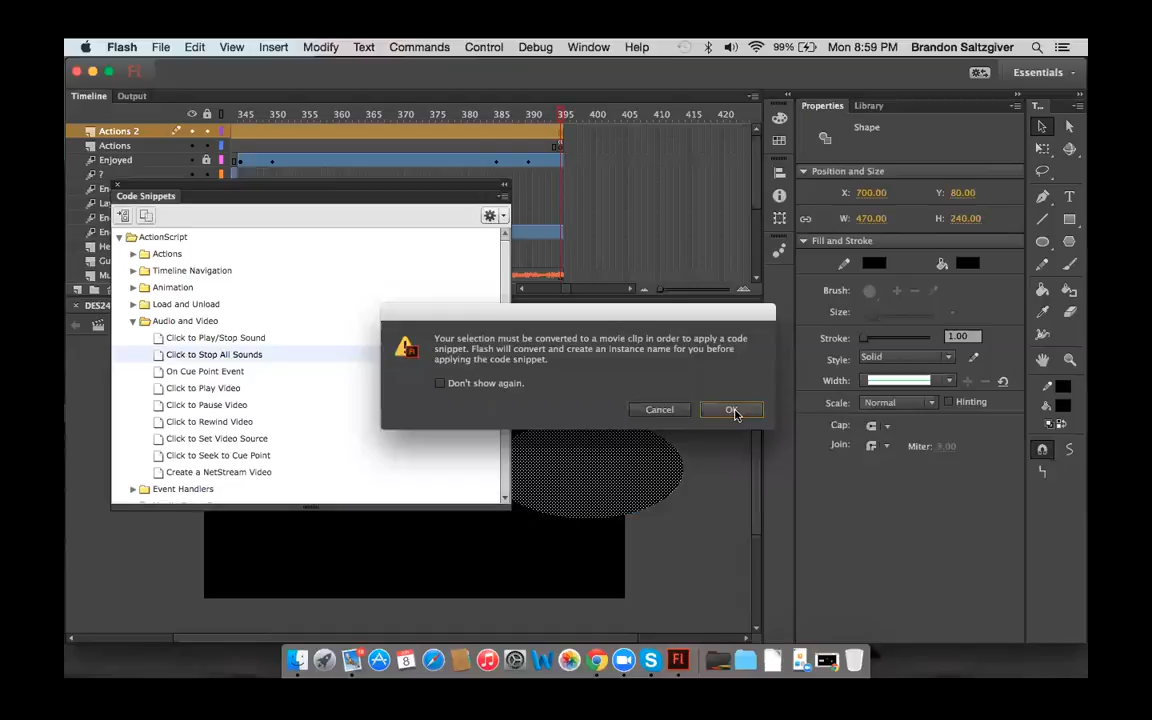 Flash File Edit View Insert Modify Text Commands Control Debug Window Help 99% Mon 8:59 PM Brandon Saltzgiver
Fl Essentials
Timeline Output
Properties Library
345 350 355 360 365 370 375 380 385 390 395 400 405 410 415 420
Shape
Actions 2
Actions
Enjoyed
?
Position and Size
X: 700.00 Y: 80.00
W: 470.00 H: 240.00
Fill and Stroke
Brush:
Size:
Stroke: 1.00
Style: Solid
Width:
Scale: Normal Hinting
Cap:
Join: Miter: 3.00
Code Snippets
ActionScript
Actions
Timeline Navigation
Animation
Load and Unload
Audio and Video
Click to Play/Stop Sound
Click to Stop All Sounds
On Cue Point Event
Click to Play Video
Click to Pause Video
Click to Rewind Video
Click to Set Video Source
Click to Seek to Cue Point
Create a NetStream Video
Event Handlers
Your selection must be converted to a movie clip in order to apply a code
snippet. Flash will convert and create an instance name for you before
applying the code snippet.
Don't show again.
Cancel OK
8
Fl